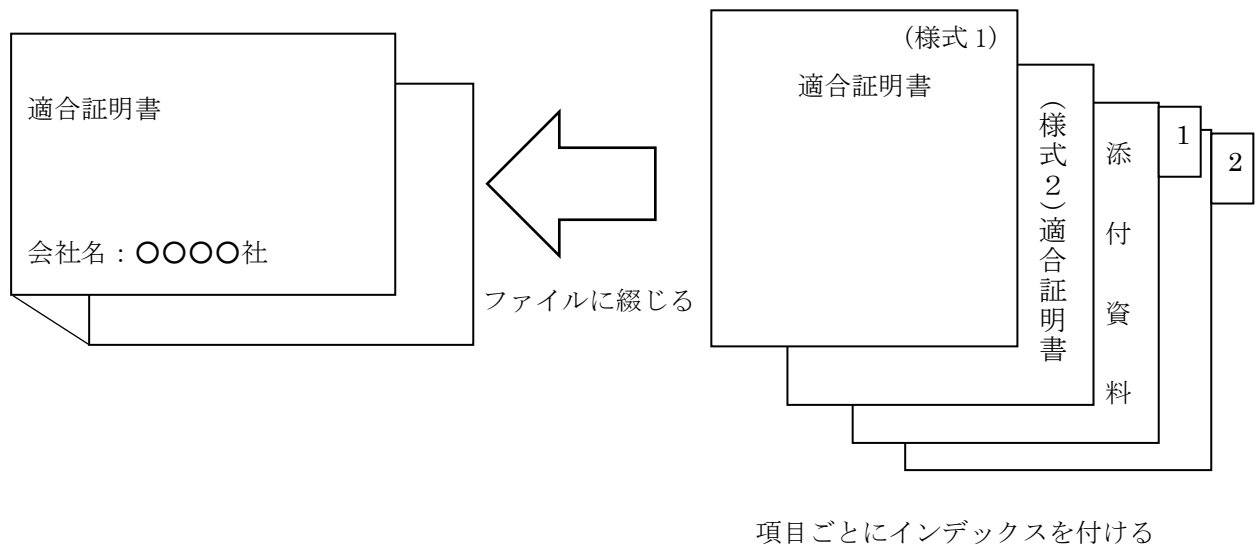 適合証明書
会社名：〇〇〇〇社
ファイルに綴じる
(様式 1)
適合証明書
(様式２)適合証明書
添付資料
1
2
項目ごとにインデックスを付ける